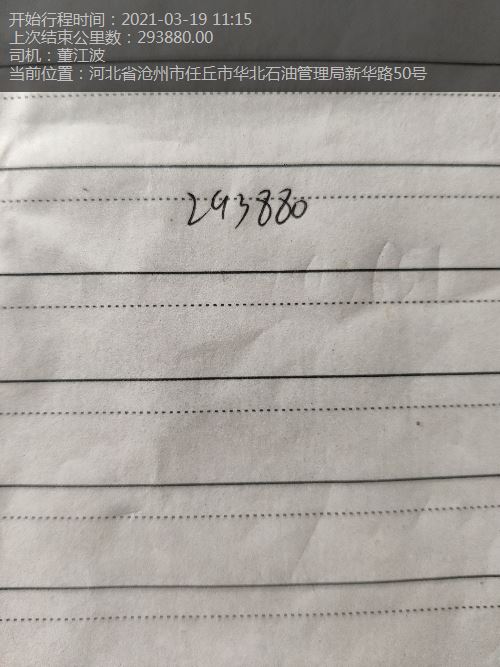 开始行程时间：2021-03-19 11:15
上次结束公里数：293880.00
司机：董江波
当前位置：河北省沧州市任丘市华北石油管理局新华路50号
293880